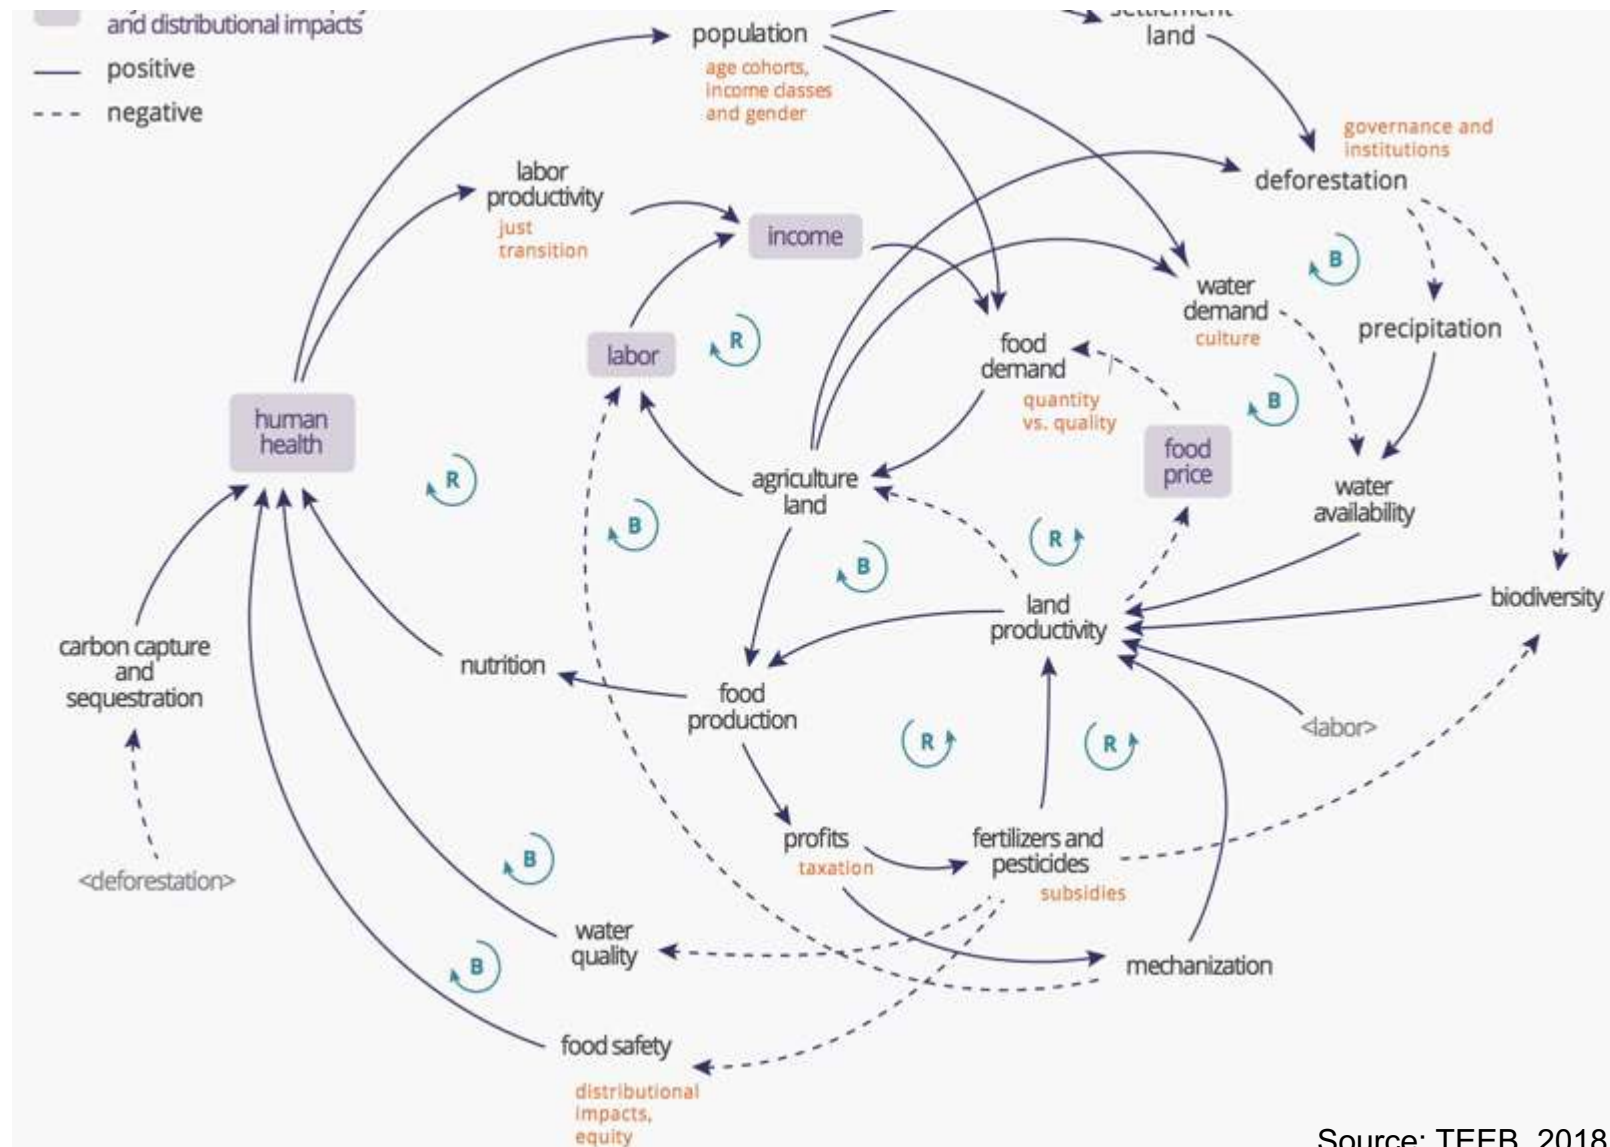 and distributional impacts
positive
negative
population
age cohorts,
income classes
and gender
settlement
land
governance and
institutions
deforestation
labor
productivity
just
transition
income
B
water
demand
culture
precipitation
labor
R
food
demand
quantity
vs. quality
B
human
health
food
price
R
agriculture
land
water
availability
B
R
B
biodiversity
land
productivity
carbon capture
and
sequestration
nutrition
food
production
<labor>
R
R
profits
taxation
fertilizers and
pesticides
subsidies
<deforestation>
B
water
quality
B
mechanization
food safety
distributional
impacts,
equity
Source: TEEB, 2018